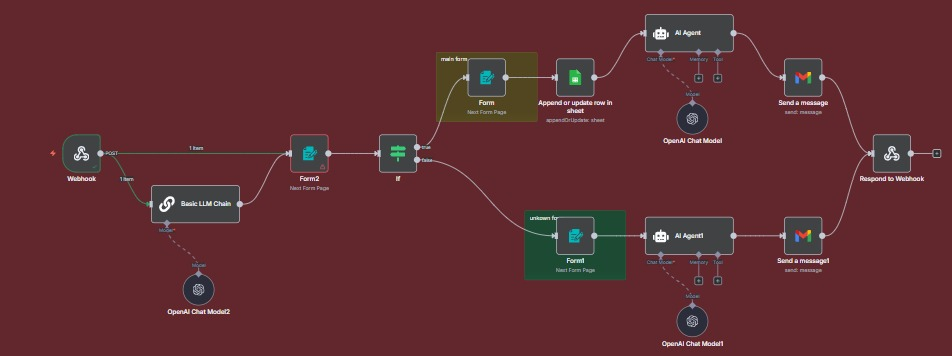 AI Agent
Chat Model*
Memory
Tool
Model
OpenAI Chat Model
main form
Form
Next Form Page
Append or update row in
sheet
appendOrUpdate: sheet
Send a message
send: message
Webhook
POST
1 item
1 item
Basic LLM Chain
Model*
Model
OpenAI Chat Model2
Form2
Next Form Page
If
true
false
Respond to Webhook
unkown for
Form1
Next Form Page
AI Agent1
Chat Model*
Memory
Tool
Model
OpenAI Chat Model1
Send a message1
send: message